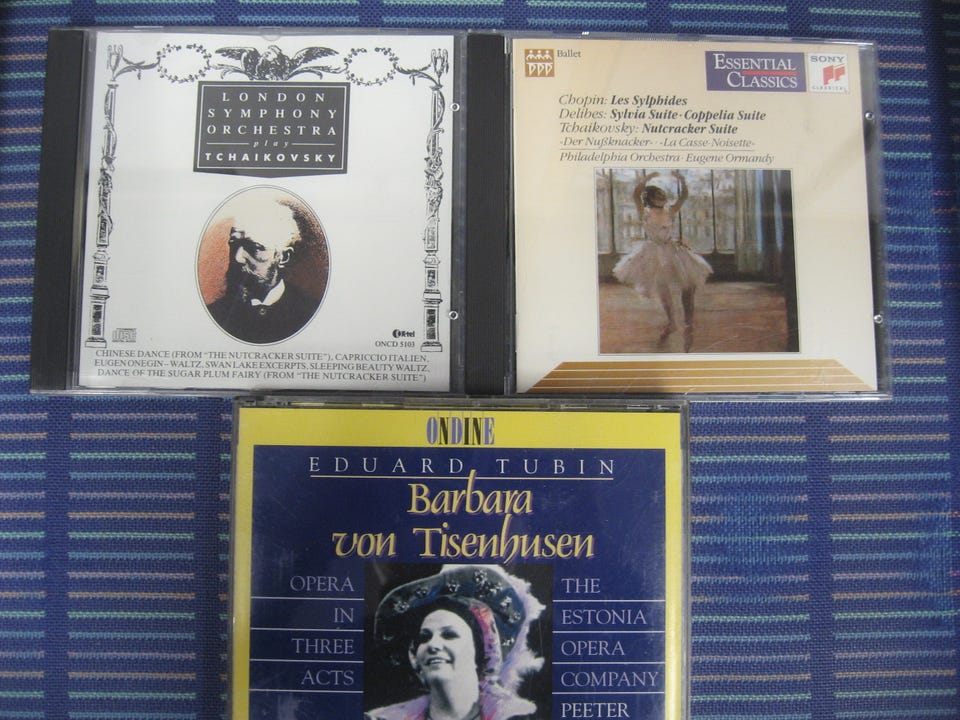 LONDON
SYMPHONY
ORCHESTRA
play
TCHAIKOVSKY
K-tel
ONCD 5103
CHINESE DANCE (FROM "THE NUTCRACKER SUITE"), CAPRICCIO ITALIEN,
EUGEN ONEGIN – WALTZ, SWAN LAKE EXCERPTS, SLEEPING BEAUTY WALTZ,
DANCE OF THE SUGAR PLUM FAIRY (FROM "THE NUTCRACKER SUITE")
Ballet
ESSENTIAL
CLASSICS
SONY
CLASSICAL
Chopin: Les Sylphides
Delibes: Sylvia Suite · Coppelia Suite
Tchaikovsky: Nutcracker Suite
»Der Nußknacker« · »La Casse-Noisette«
Philadelphia Orchestra · Eugene Ormandy
ONDINE
EDUARD TUBIN
Barbara
von Tisenhusen
OPERA
IN
THREE
ACTS
THE
ESTONIA
OPERA
COMPANY
PEETER